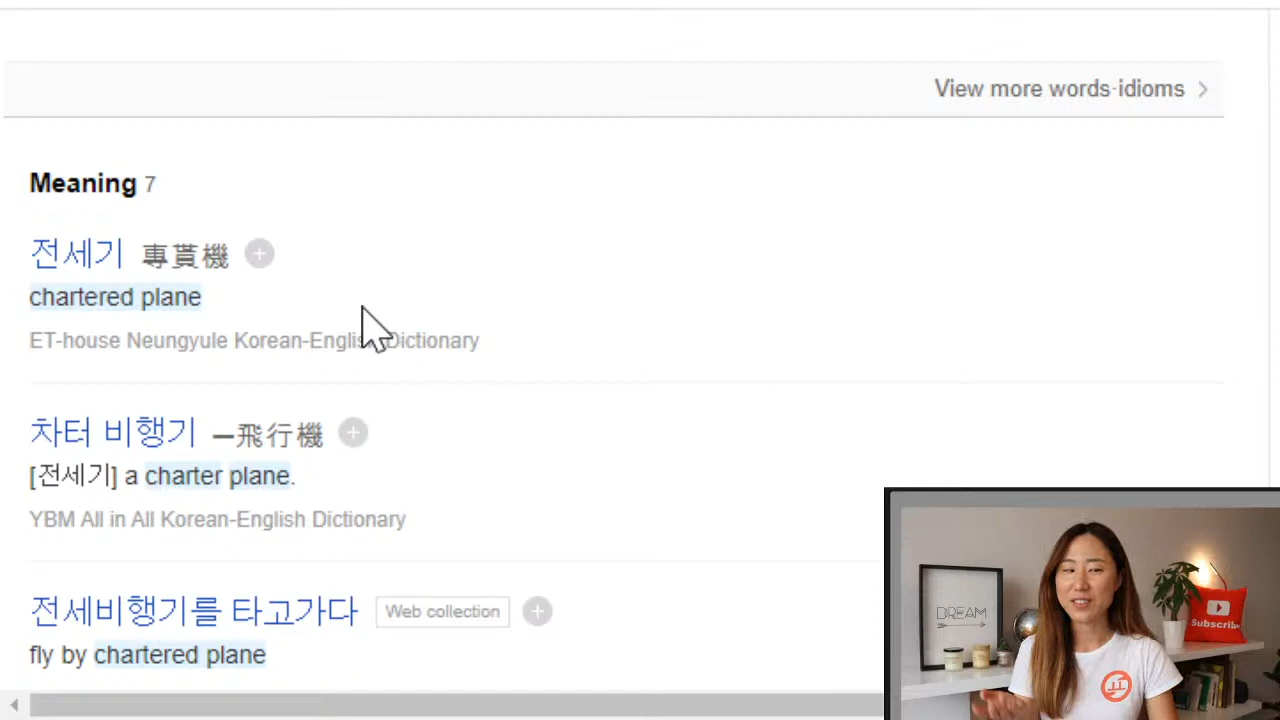 View more words·idioms >
Meaning 7
전세기 專貰機 +
chartered plane
ET-house Neungyule Korean-English Dictionary
차터 비행기 ―飛行機 +
[전세기] a charter plane.
YBM All in All Korean-English Dictionary
전세비행기를 타고가다 Web collection +
fly by chartered plane
DREAM
Subscribe